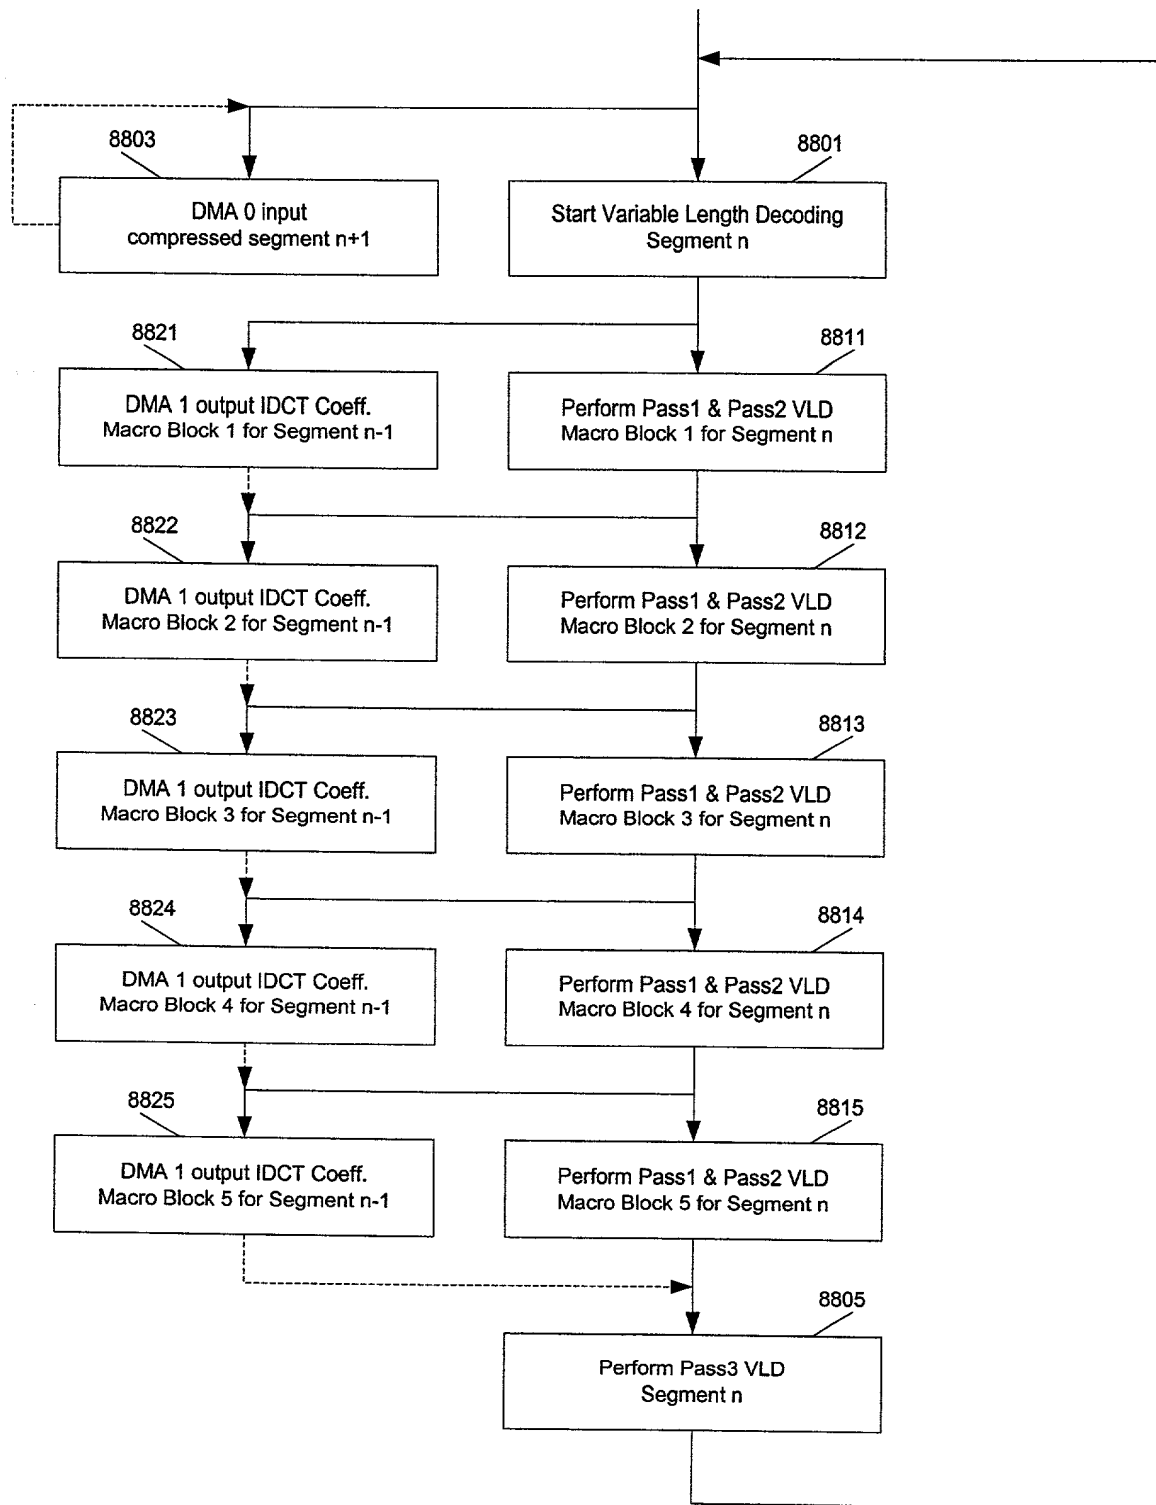 8803
8801
DMA 0 input
compressed segment n+1
Start Variable Length Decoding
Segment n
8821
8811
DMA 1 output IDCT Coeff.
Macro Block 1 for Segment n-1
Perform Pass1 & Pass2 VLD
Macro Block 1 for Segment n
8822
8812
DMA 1 output IDCT Coeff.
Macro Block 2 for Segment n-1
Perform Pass1 & Pass2 VLD
Macro Block 2 for Segment n
8823
8813
DMA 1 output IDCT Coeff.
Macro Block 3 for Segment n-1
Perform Pass1 & Pass2 VLD
Macro Block 3 for Segment n
8824
8814
DMA 1 output IDCT Coeff.
Macro Block 4 for Segment n-1
Perform Pass1 & Pass2 VLD
Macro Block 4 for Segment n
8825
8815
DMA 1 output IDCT Coeff.
Macro Block 5 for Segment n-1
Perform Pass1 & Pass2 VLD
Macro Block 5 for Segment n
8805
Perform Pass3 VLD
Segment n